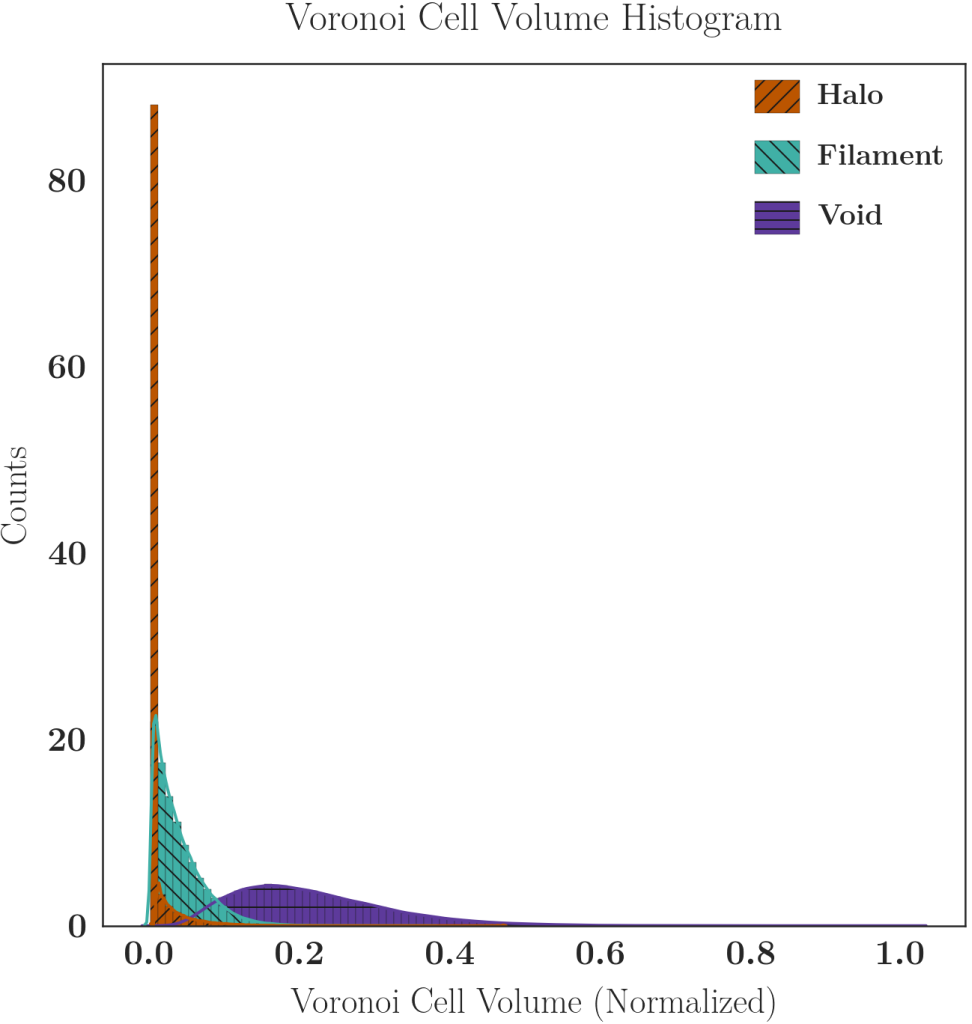 Voronoi Cell Volume Histogram
Halo
Filament
Void
80
60
40
20
0
Counts
0.0 0.2 0.4 0.6 0.8 1.0
Voronoi Cell Volume (Normalized)